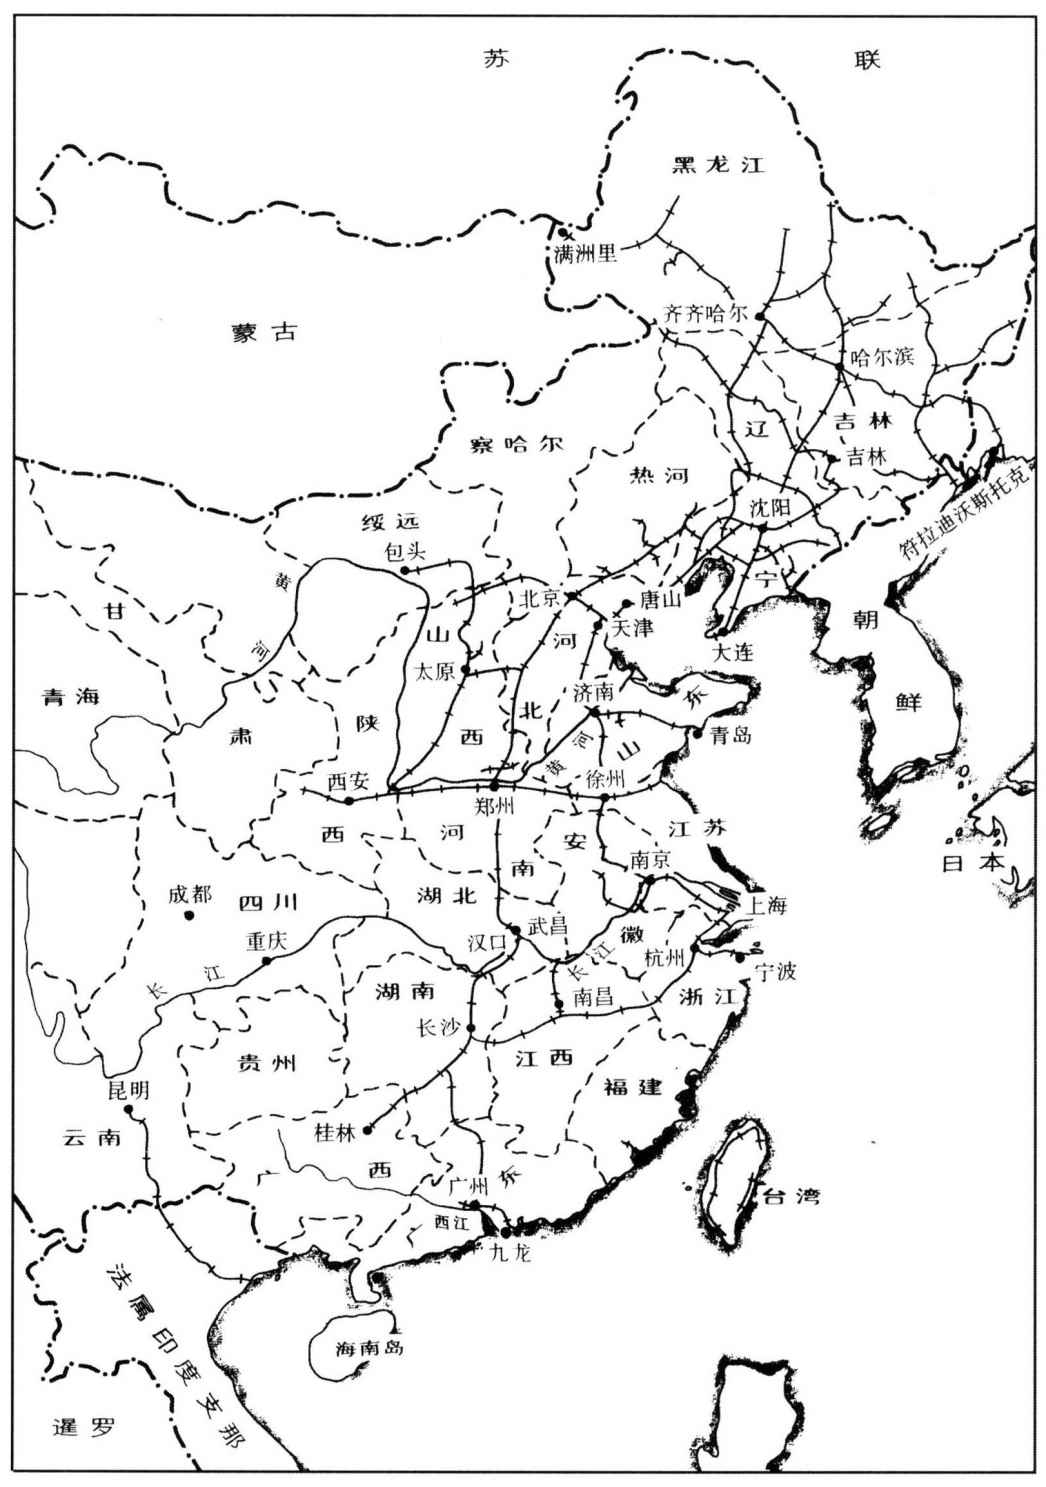 苏 联
黑龙江
满洲里
齐齐哈尔
蒙古
哈尔滨
吉林
辽
察哈尔
吉林
热河
沈阳
符拉迪沃斯托克
绥远
包头
黄
宁
北京
唐山
甘
朝
天津
山
河
河
大连
太原
青海
济南
东
鲜
陕
北
肃
西
河
青岛
山
黄
西安
徐州
郑州
江苏
西
河
安
南
南京
日本
成都
四川
湖北
上海
武昌
徽
重庆
汉口
江
杭州
长
江
长
宁波
湖南
南昌
浙江
长沙
江西
贵州
福建
昆明
桂林
云南
西
广
东
广州
台湾
西江
九龙
法属印度支那
海南岛
暹罗